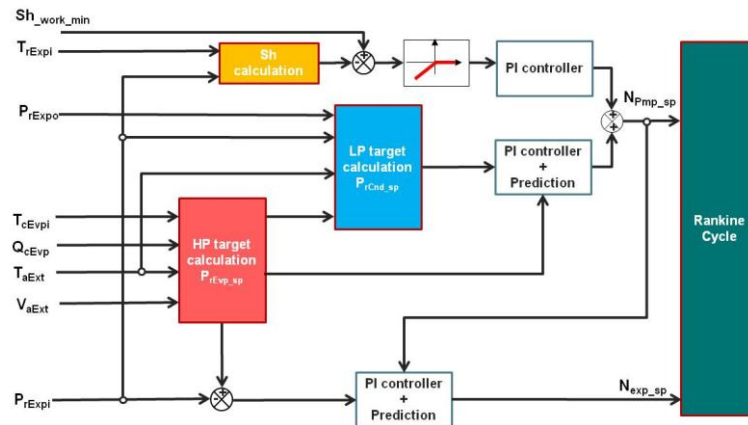 Sh_work_min
TrExpi
Sh
calculation
PI controller
NPmp_sp
PrExpo
LP target
calculation
PrCnd_sp
PI controller
+
Prediction
TcEvpi
QcEvp
TaExt
VaExt
HP target
calculation
PrEvp_sp
Rankine
Cycle
PrExpi
PI controller
+
Prediction
Nexp_sp